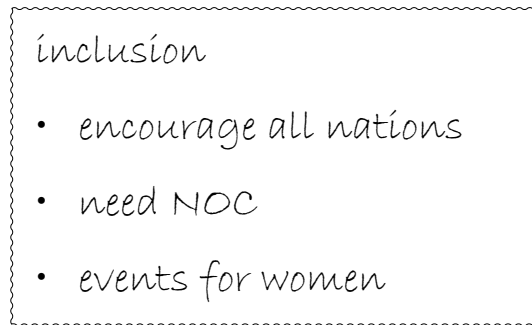 inclusion
• encourage all nations
• need NOC
• events for women